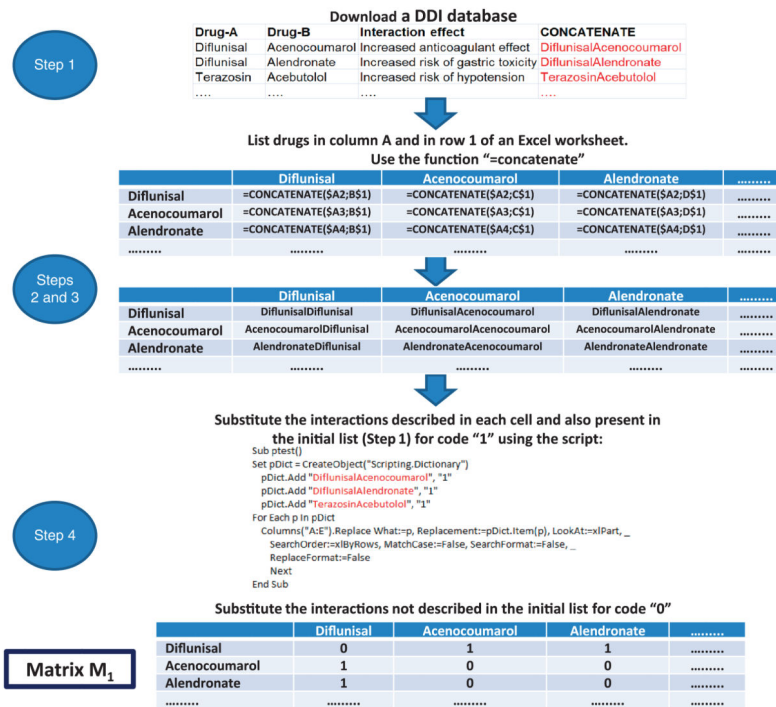 Download a DDI database
Drug-A Drug-B Interaction effect CONCATENATE
Diflunisal Acenocoumarol Increased anticoagulant effect DiflunisalAcenocoumarol
Step 1
Diflunisal Alendronate Increased risk of gastric toxicity DiflunisalAlendronate
Terazosin Acebutolol Increased risk of hypotension TerazosinAcebutolol
.... .... .... ....
List drugs in column A and in row 1 of an Excel worksheet.
Use the function “=concatenate”
Diflunisal Acenocoumarol Alendronate .........
Diflunisal =CONCATENATE($A2;B$1) =CONCATENATE($A2;C$1) =CONCATENATE($A2;D$1) .........
Acenocoumarol =CONCATENATE($A3;B$1) =CONCATENATE($A3;C$1) =CONCATENATE($A3;D$1) .........
Alendronate =CONCATENATE($A4;B$1) =CONCATENATE($A4;C$1) =CONCATENATE($A4;D$1) .........
......... ......... ......... ......... .........
Steps
2 and 3
Diflunisal Acenocoumarol Alendronate .........
Diflunisal DiflunisalDiflunisal DiflunisalAcenocoumarol DiflunisalAlendronate .........
Acenocoumarol AcenocoumarolDiflunisal AcenocoumarolAcenocoumarol AcenocoumarolAlendronate .........
Alendronate AlendronateDiflunisal AlendronateAcenocoumarol AlendronateAlendronate .........
......... ......... ......... ......... .........
Substitute the interactions described in each cell and also present in
the initial list (Step 1) for code “1” using the script:
Sub ptest()
Set pDict = CreateObject("Scripting.Dictionary")
pDict.Add "DiflunisalAcenocoumarol", "1"
pDict.Add "DiflunisalAlendronate", "1"
pDict.Add "TerazosinAcebutolol", "1"
For Each p In pDict
Step 4
Columns("A:E").Replace What:=p, Replacement:=pDict.Item(p), LookAt:=xlPart, _
SearchOrder:=xlByRows, MatchCase:=False, SearchFormat:=False, _
ReplaceFormat:=False
Next
End Sub
Substitute the interactions not described in the initial list for code “0”
Diflunisal Acenocoumarol Alendronate .........
Diflunisal 0 1 1 .........
Matrix M1
Acenocoumarol 1 0 0 .........
Alendronate 1 0 0 .........
......... ......... ......... ......... .........